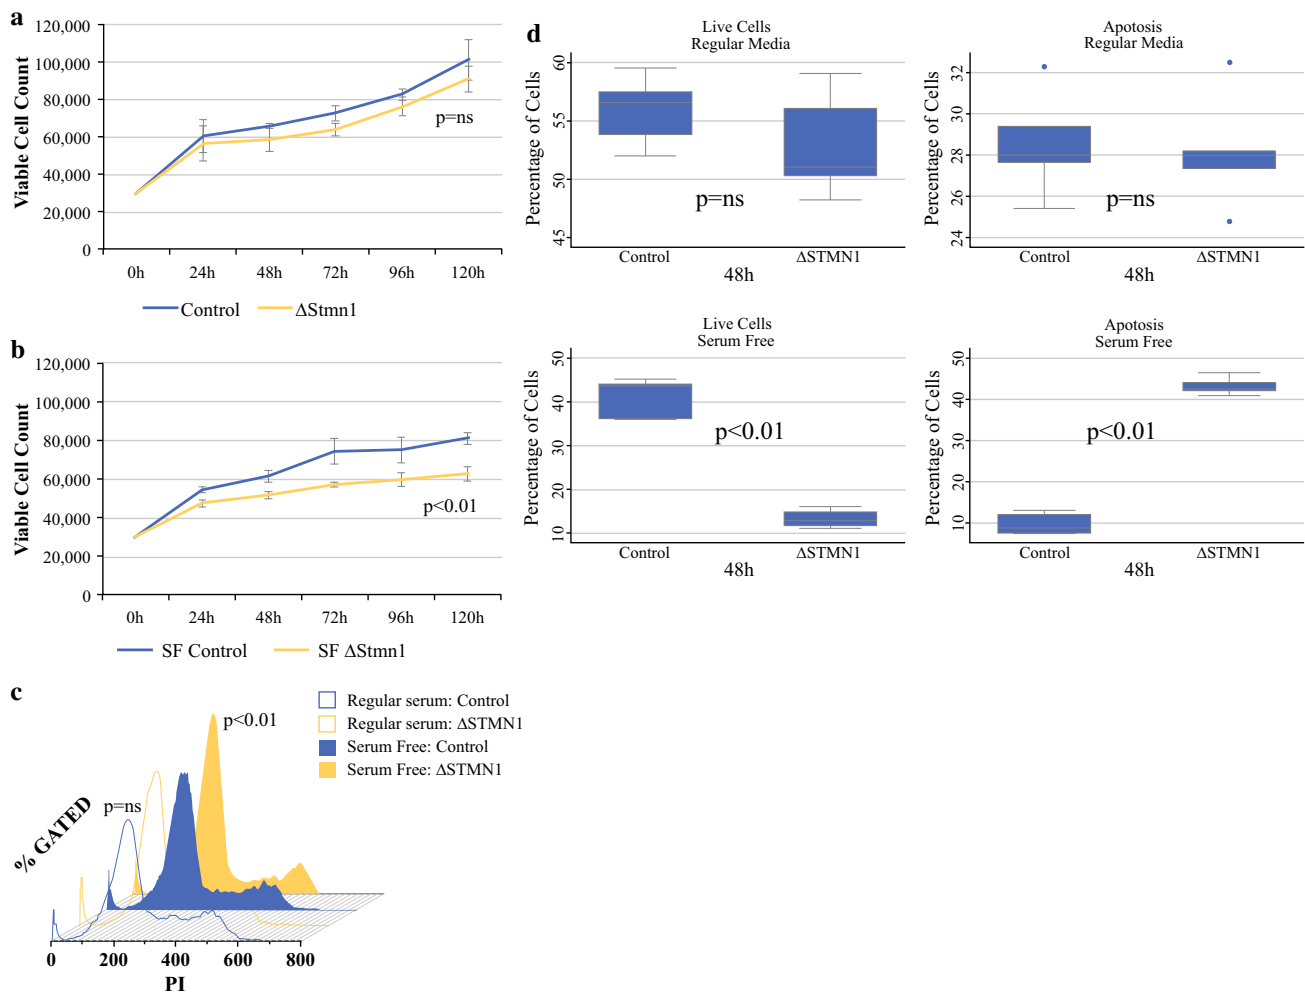 a
120,000
100,000
80,000
60,000
40,000
20,000
0
Viable Cell Count
p=ns
0h 24h 48h 72h 96h 120h
Control ΔStmn1
b
120,000
100,000
80,000
60,000
40,000
20,000
0
Viable Cell Count
p<0.01
0h 24h 48h 72h 96h 120h
SF Control SF ΔStmn1
c
Regular serum: Control
Regular serum: ΔSTMN1
Serum Free: Control
Serum Free: ΔSTMN1
p<0.01
p=ns
% GATED
0 200 400 600 800
PI
d
Live Cells
Regular Media
Percentage of Cells
60
55
50
45
p=ns
Control ΔSTMN1
48h
Apotosis
Regular Media
Percentage of Cells
32
30
28
26
24
p=ns
Control ΔSTMN1
48h
Live Cells
Serum Free
Percentage of Cells
50
40
30
20
10
p<0.01
Control ΔSTMN1
48h
Apotosis
Serum Free
Percentage of Cells
50
40
30
20
10
p<0.01
Control ΔSTMN1
48h